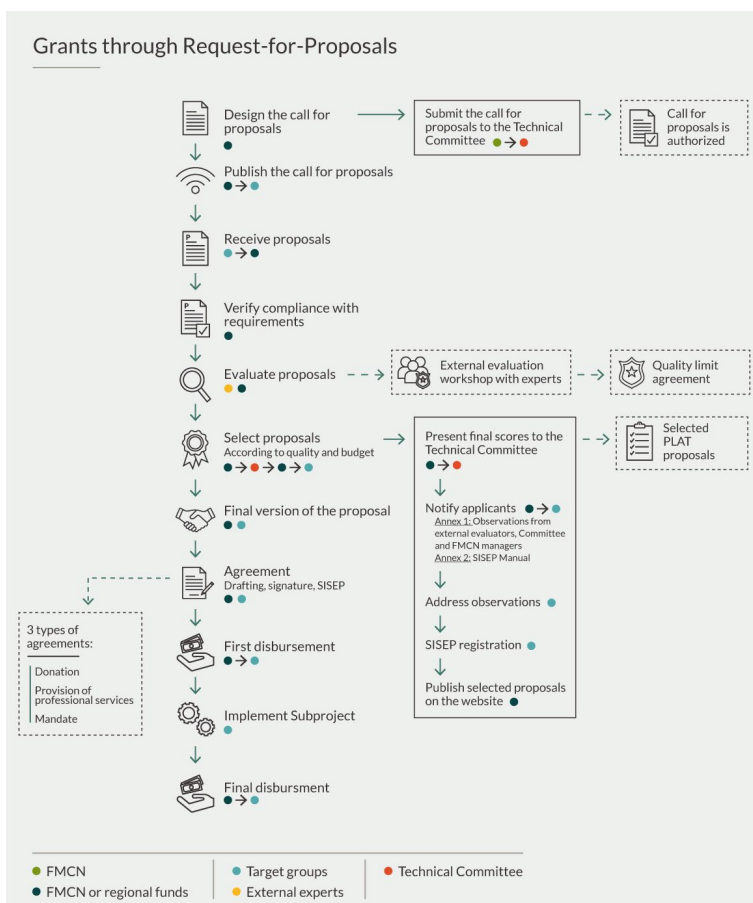 Grants through Request-for-Proposals
Design the call for
proposals
Submit the call for
proposals to the Technical
Committee
Call for
proposals is
authorized
Publish the call for proposals
P
Receive proposals
P
Verify compliance with
requirements
Evaluate proposals
External evaluation
workshop with experts
Quality limit
agreement
Select proposals
According to quality and budget
Present final scores to the
Technical Committee
Selected
PLAT
proposals
Notify applicants
Annex 1: Observations from
external evaluators, Committee
and FMCN managers
Annex 2: SISEP Manual
Address observations
SISEP registration
Publish selected proposals
on the website
Final version of the proposal
Agreement
Drafting, signature, SISEP
3 types of
agreements:
Donation
Provision of
professional services
Mandate
First disbursement
Implement Subproject
Final disbursment
FMCN
FMCN or regional funds
Target groups
External experts
Technical Committee